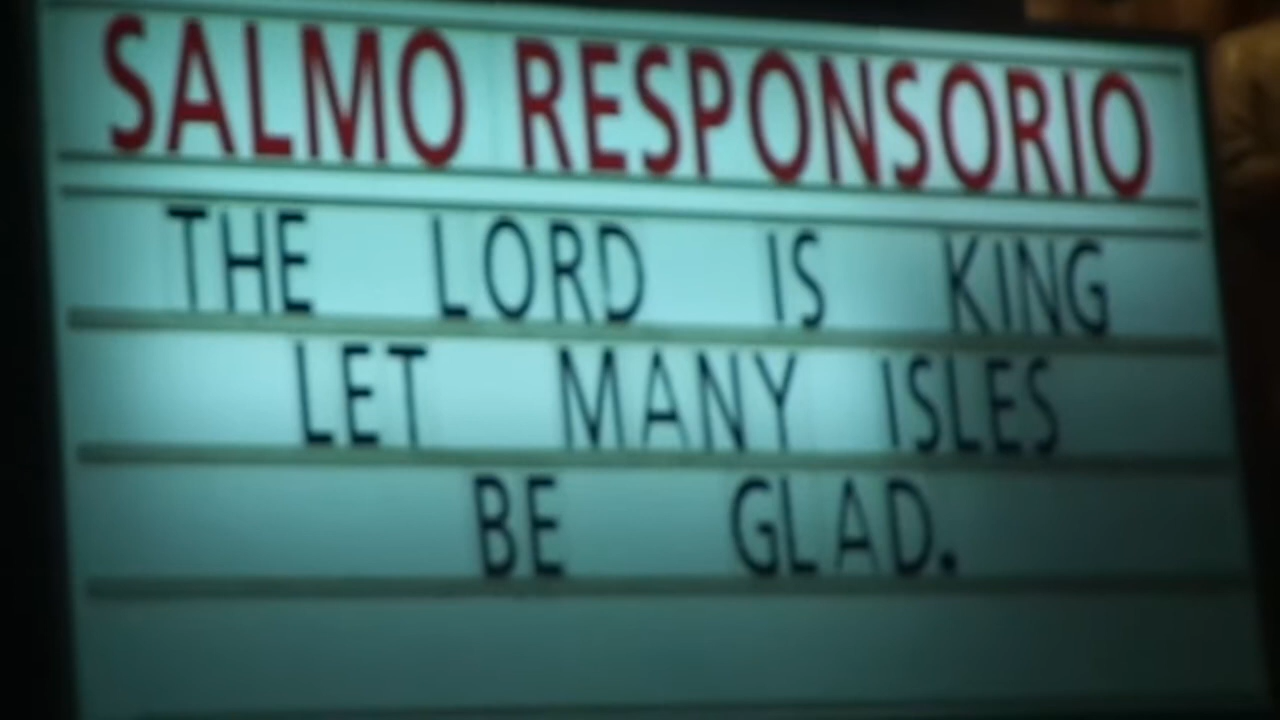 SALMO RESPONSORIO
THE LORD IS KING
LET MANY ISLES
BE GLAD.